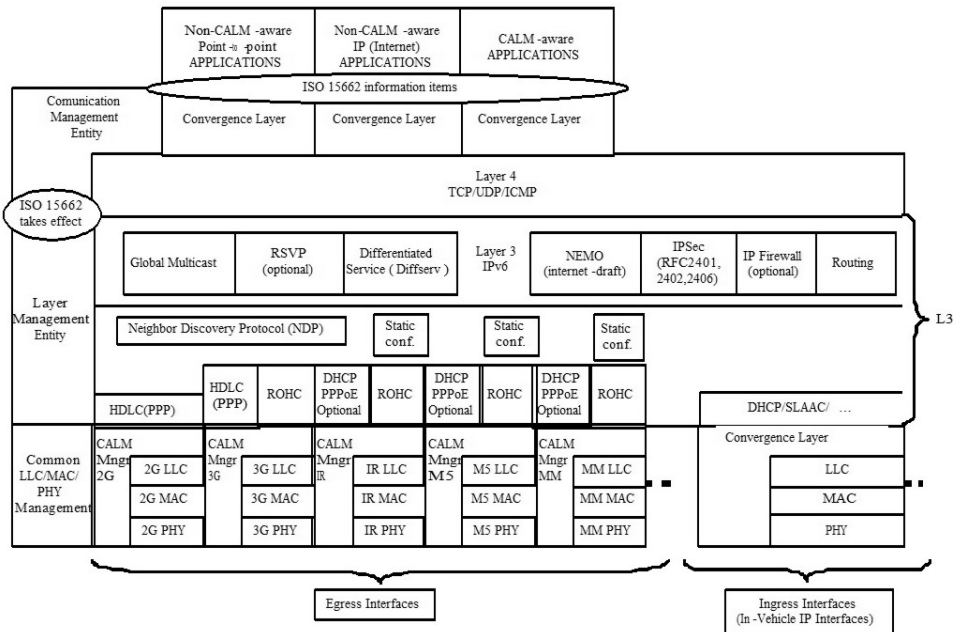 Non-CALM -aware
Point -to -point
APPLICATIONS
Non-CALM -aware
IP (Internet)
APPLICATIONS
CALM -aware
APPLICATIONS
ISO 15662 information items
Comunication
Management
Entity
Convergence Layer
Convergence Layer
Convergence Layer
Layer 4
TCP/UDP/ICMP
ISO 15662
takes effect
Global Multicast
RSVP
(optional)
Differentiated
Service ( Diffserv )
Layer 3
IPv6
NEMO
(internet -draft)
IPSec
(RFC2401,
2402,2406)
IP Firewall
(optional)
Routing
L3
Layer
Management
Entity
Neighbor Discovery Protocol (NDP)
Static
conf.
Static
conf.
Static
conf.
HDLC(PPP)
HDLC
(PPP)
ROHC
DHCP
PPPoE
Optional
ROHC
DHCP
PPPoE
Optional
ROHC
DHCP
PPPoE
Optional
ROHC
DHCP/SLAAC/ ...
Common
LLC/MAC/
PHY
Management
CALM
Mngr
2G
2G LLC
2G MAC
2G PHY
CALM
Mngr
3G
3G LLC
3G MAC
3G PHY
CALM
Mngr
IR
IR LLC
IR MAC
IR PHY
CALM
Mngr
M5
M5 LLC
M5 MAC
M5 PHY
CALM
Mngr
MM
MM LLC
MM MAC
MM PHY
Convergence Layer
LLC
MAC
PHY
Egress Interfaces
Ingress Interfaces
(In -Vehicle IP Interfaces)